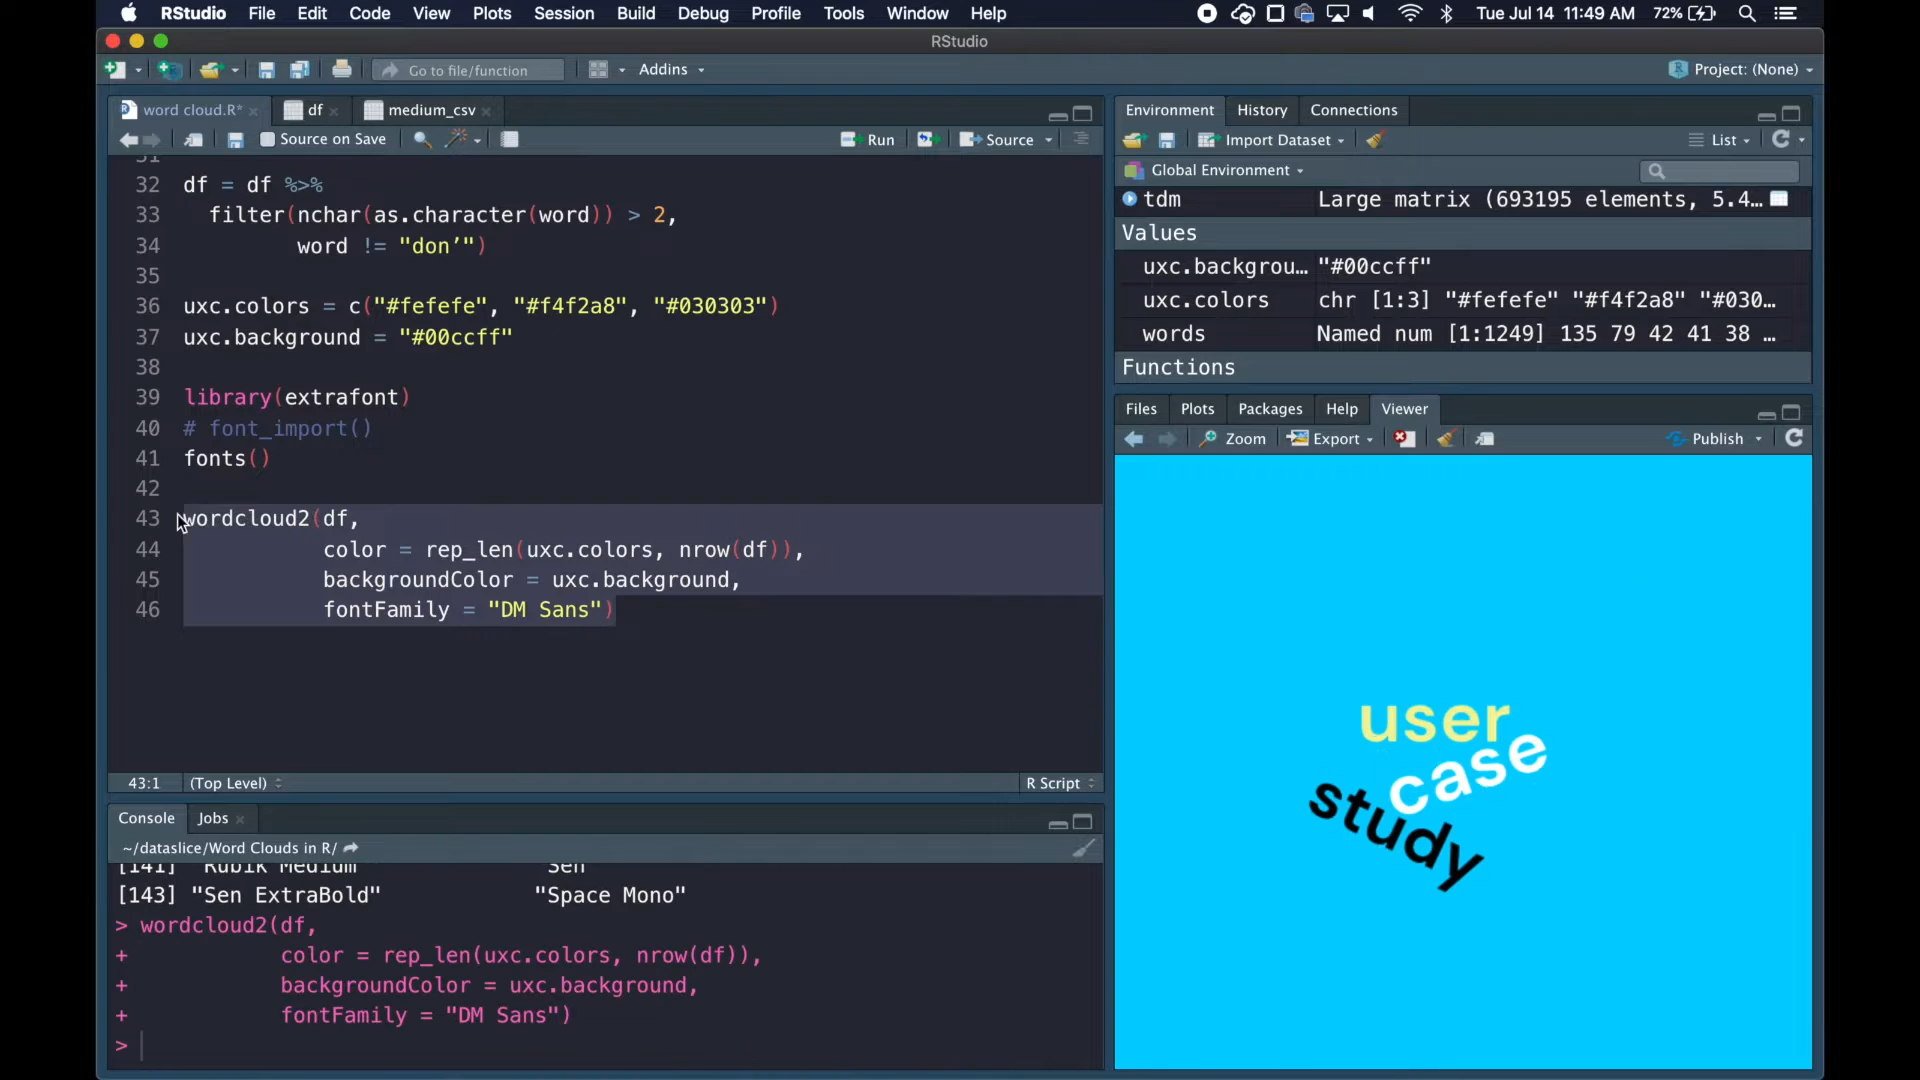 RStudio File Edit Code View Plots Session Build Debug Profile Tools Window Help Tue Jul 14 11:49 AM 72%
RStudio
Go to file/function Addins Project: (None)
word cloud.R* df medium_csv
Source on Save Run Source
32 df = df %>%
33 filter(nchar(as.character(word)) > 2,
34 word != "don’")
35
36 uxc.colors = c("#fefefe", "#f4f2a8", "#030303")
37 uxc.background = "#00ccff"
38
39 library(extrafont)
40 # font_import()
41 fonts()
42
43 wordcloud2(df,
44 color = rep_len(uxc.colors, nrow(df)),
45 backgroundColor = uxc.background,
46 fontFamily = "DM Sans")
43:1 (Top Level) R Script
Console Jobs
~/dataslice/Word Clouds in R/
[141] "Rubik Medium" "Sen"
[143] "Sen ExtraBold" "Space Mono"
> wordcloud2(df,
+ color = rep_len(uxc.colors, nrow(df)),
+ backgroundColor = uxc.background,
+ fontFamily = "DM Sans")
>
Environment History Connections
Import Dataset List
Global Environment
tdm Large matrix (693195 elements, 5.4…
Values
uxc.backgrou… "#00ccff"
uxc.colors chr [1:3] "#fefefe" "#f4f2a8" "#030…
words Named num [1:1249] 135 79 42 41 38 …
Functions
Files Plots Packages Help Viewer
Zoom Export Publish
user
case
study